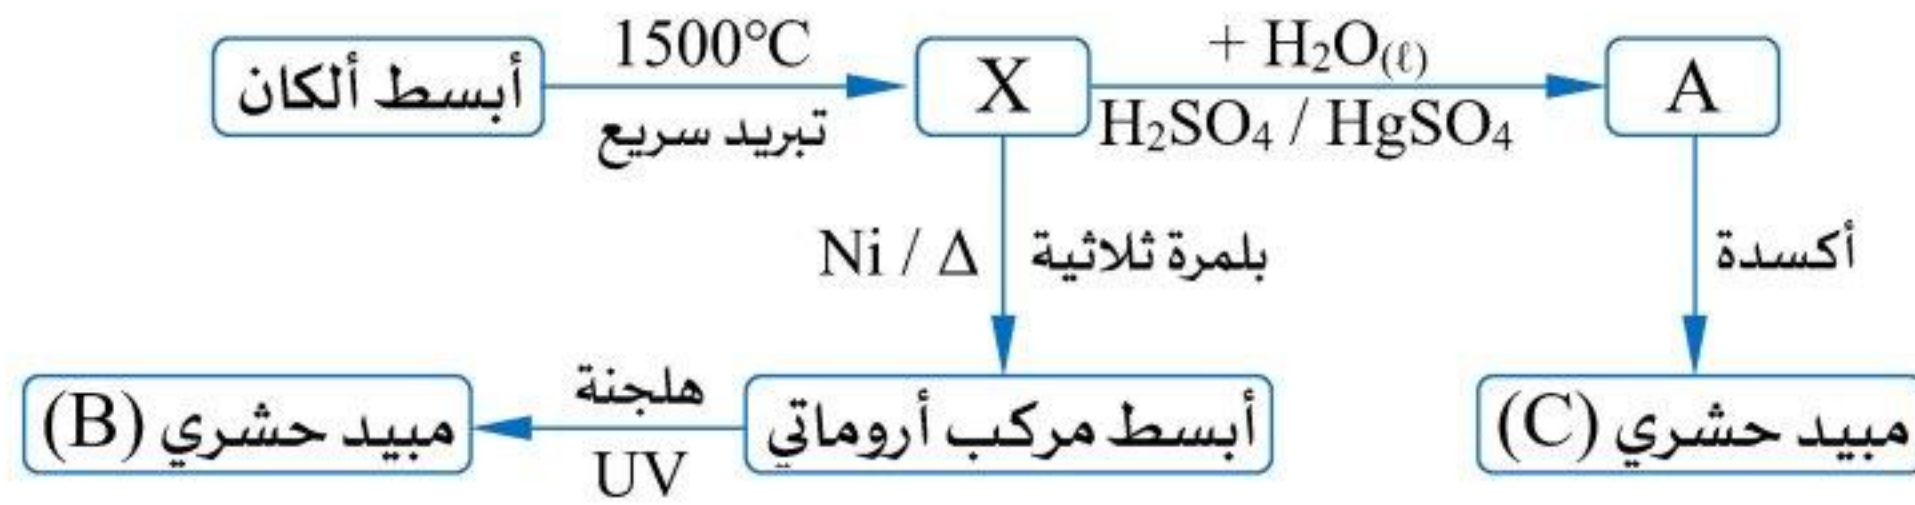 أبسط ألكان
1500°C
تبريد سريع
X
+ H₂O(ℓ)
H₂SO₄ / HgSO₄
A
Ni / Δ
بلمرة ثلاثية
أكسدة
أبسط مركب أروماتي
هلجنة
UV
مبيد حشري (B)
مبيد حشري (C)